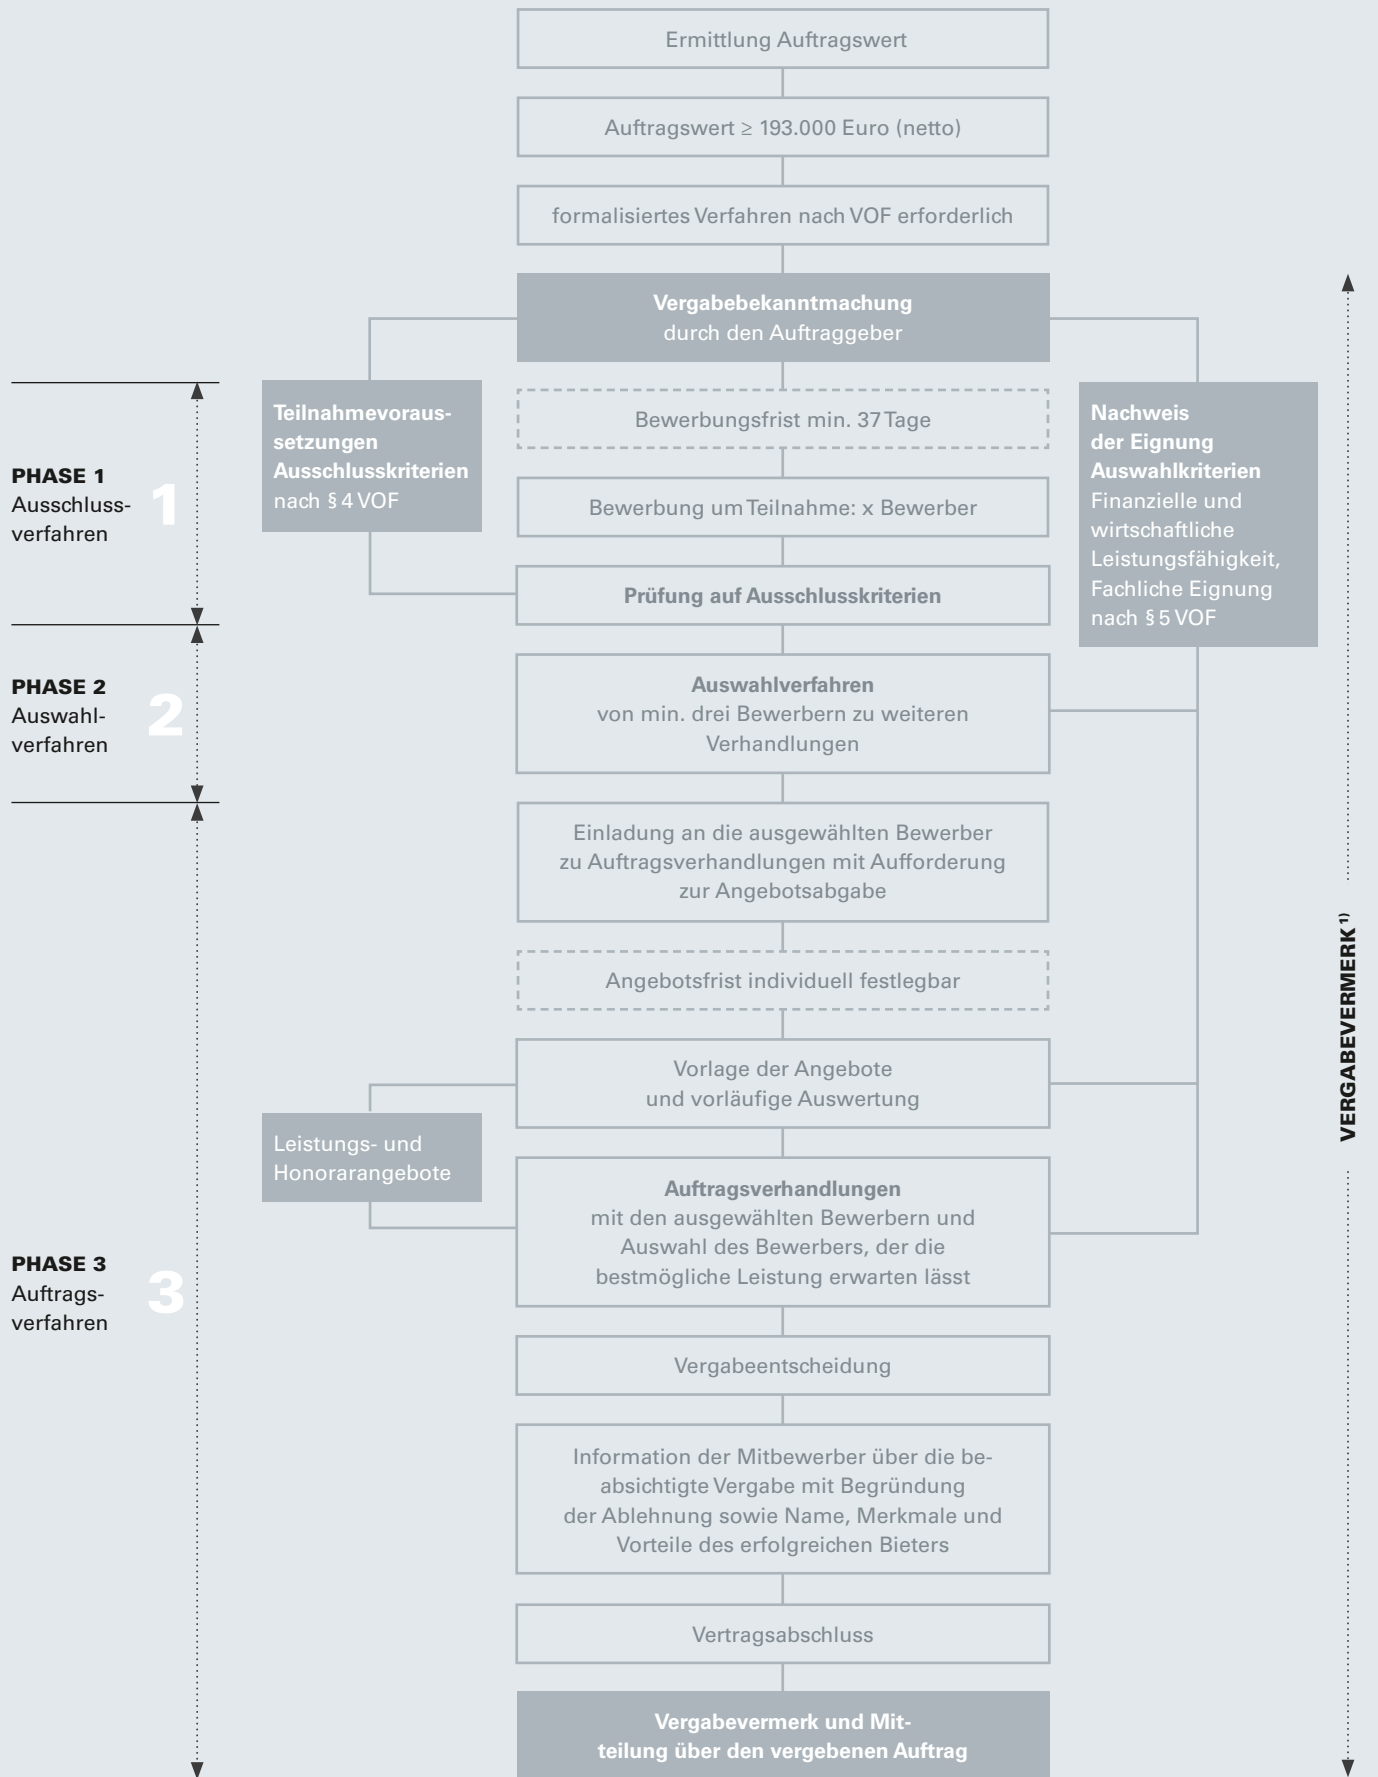 Ermittlung Auftragswert
Auftragswert ≥ 193.000 Euro (netto)
formalisiertes Verfahren nach VOF erforderlich
Vergabebekanntmachung
durch den Auftraggeber
Teilnahmevoraus-
setzungen
Ausschlusskriterien
nach § 4 VOF
Bewerbungsfrist min. 37 Tage
Nachweis
der Eignung
Auswahlkriterien
Finanzielle und
wirtschaftliche
Leistungsfähigkeit,
Fachliche Eignung
nach § 5 VOF
PHASE 1
Ausschluss-
verfahren
1
Bewerbung um Teilnahme: x Bewerber
Prüfung auf Ausschlusskriterien
PHASE 2
Auswahl-
verfahren
2
Auswahlverfahren
von min. drei Bewerbern zu weiteren
Verhandlungen
Einladung an die ausgewählten Bewerber
zu Auftragsverhandlungen mit Aufforderung
zur Angebotsabgabe
Angebotsfrist individuell festlegbar
VERGABEVERMERK 1)
Vorlage der Angebote
und vorläufige Auswertung
Leistungs- und
Honorarangebote
Auftragsverhandlungen
mit den ausgewählten Bewerbern und
Auswahl des Bewerbers, der die
bestmögliche Leistung erwarten lässt
PHASE 3
Auftrags-
verfahren
3
Vergabeentscheidung
Information der Mitbewerber über die be-
absichtigte Vergabe mit Begründung
der Ablehnung sowie Name, Merkmale und
Vorteile des erfolgreichen Bieters
Vertragsabschluss
Vergabevermerk und Mit-
teilung über den vergebenen Auftrag